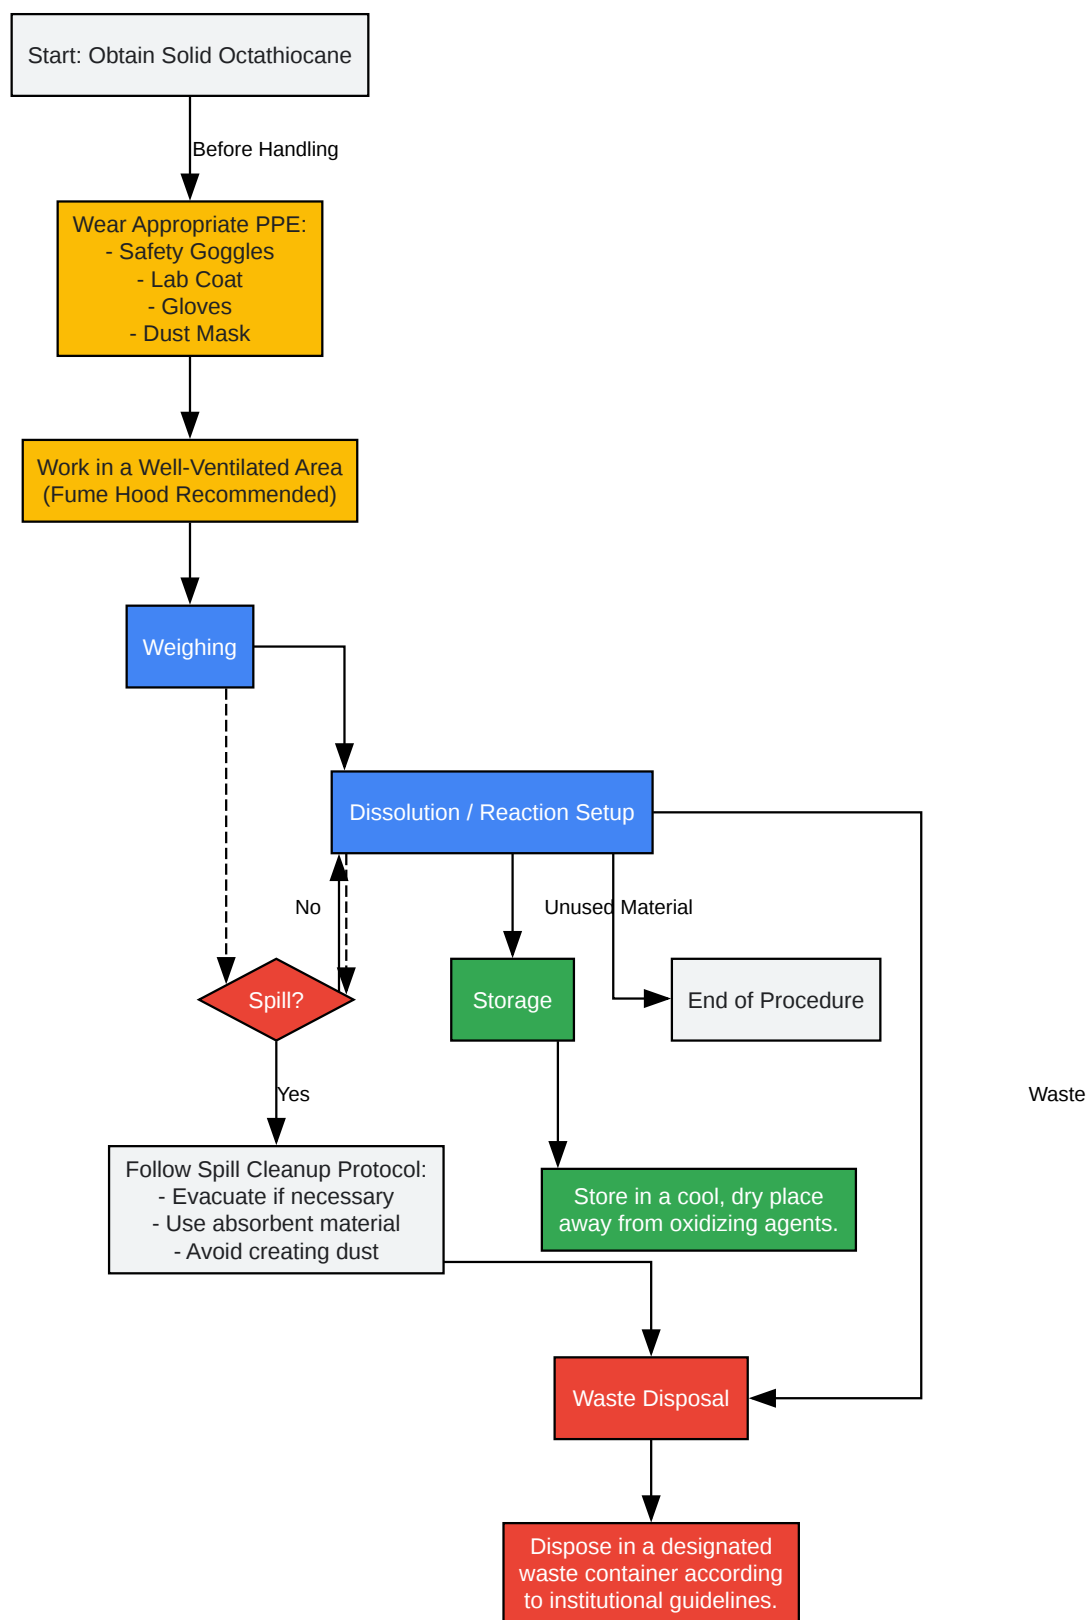 Start: Obtain Solid Octathiocane
Before Handling
Wear Appropriate PPE:
- Safety Goggles
- Lab Coat
- Gloves
- Dust Mask
Work in a Well-Ventilated Area
(Fume Hood Recommended)
Weighing
Dissolution / Reaction Setup
No
Unused Material
Spill?
Storage
End of Procedure
Yes
Waste
Follow Spill Cleanup Protocol:
- Evacuate if necessary
- Use absorbent material
- Avoid creating dust
Store in a cool, dry place
away from oxidizing agents.
Waste Disposal
Dispose in a designated
waste container according
to institutional guidelines.